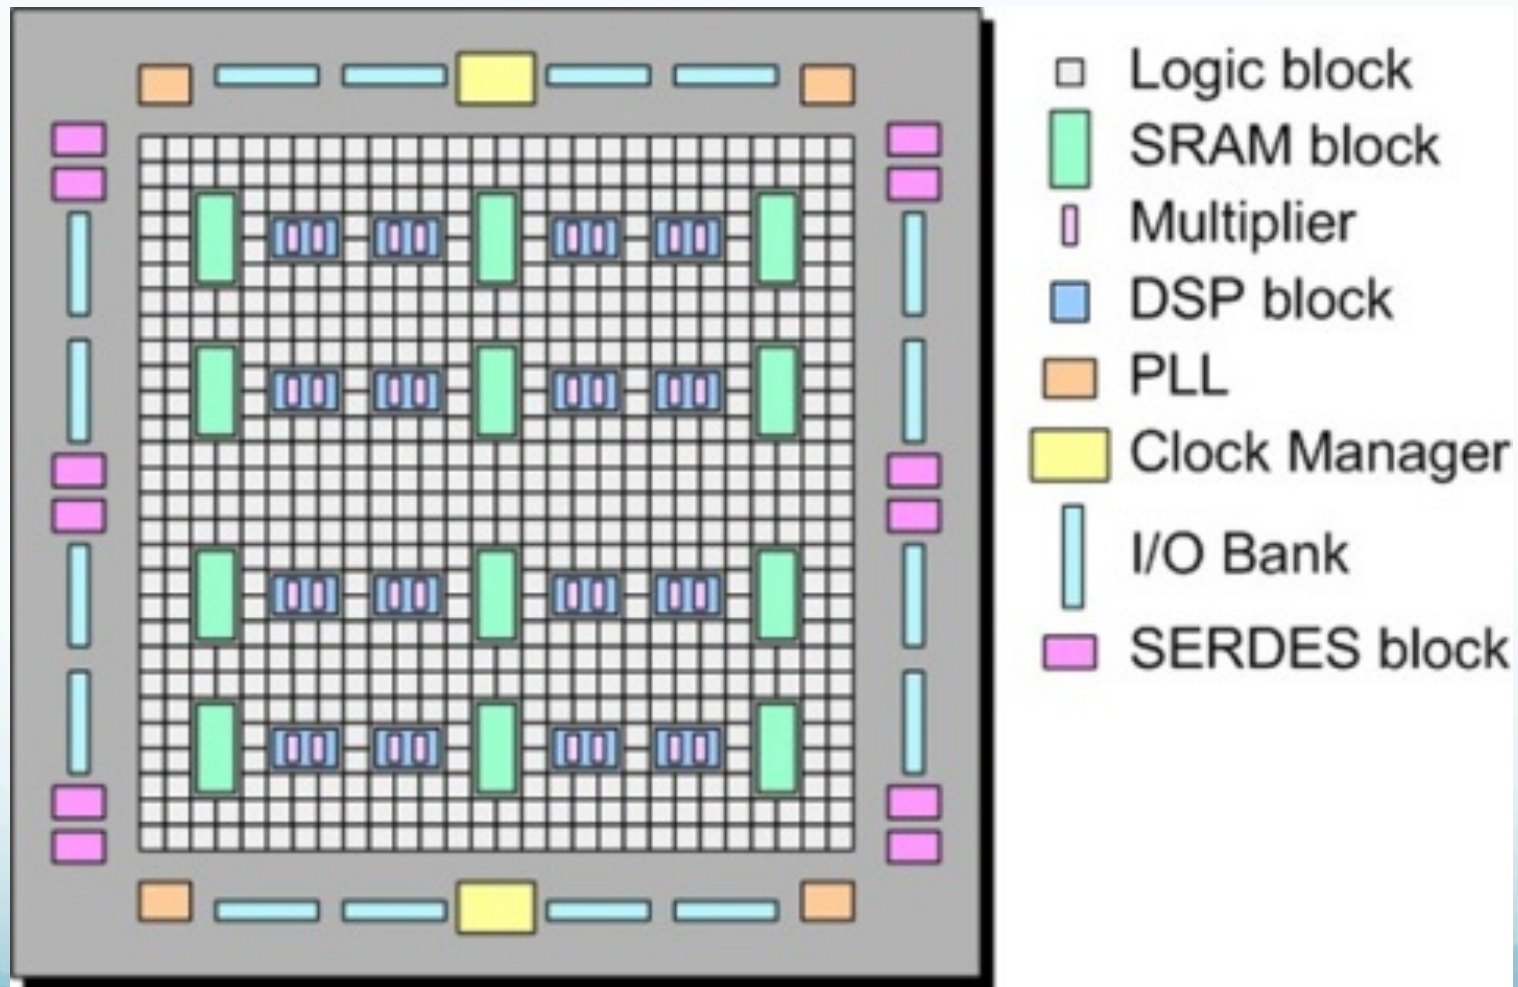 Logic block
SRAM block
Multiplier
DSP block
PLL
Clock Manager
I/O Bank
SERDES block